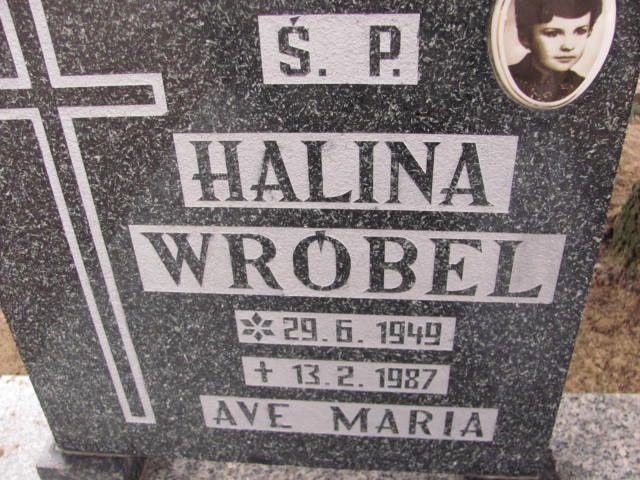 Ś. P.
HALINA
WRÓBEL
* 29. 6. 1949
+ 13. 2. 1987
AVE MARIA